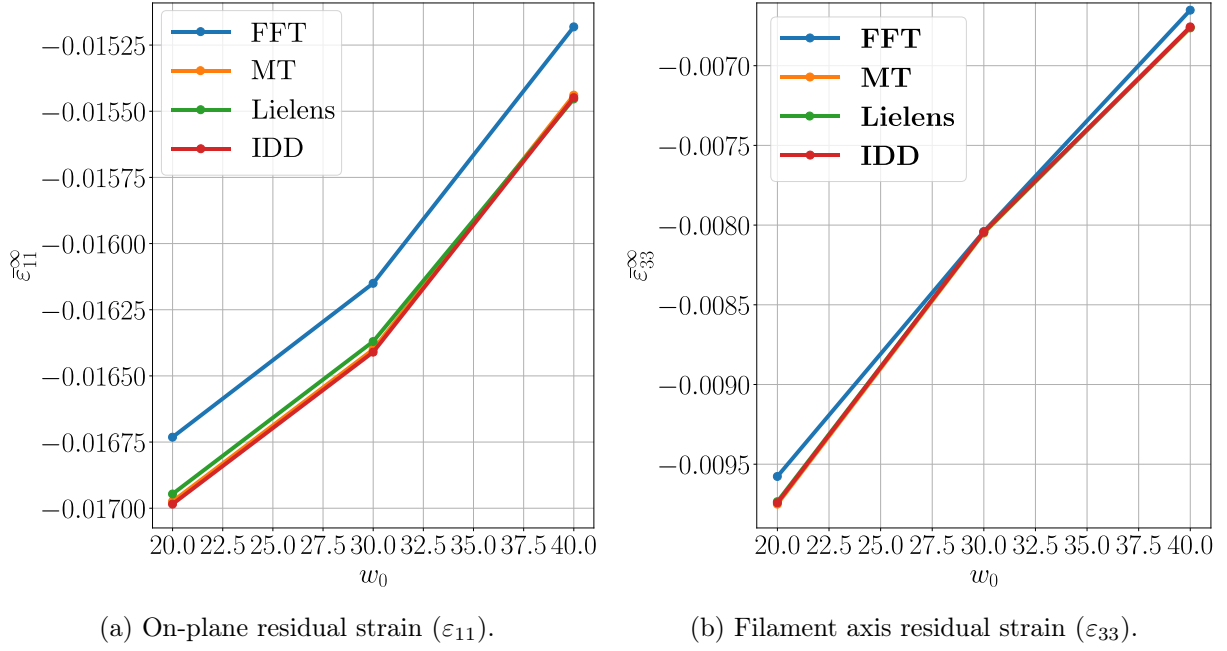 −0.01525
−0.01550
−0.01575
−0.01600
−0.01625
−0.01650
−0.01675
−0.01700
ε̄₁₁^∞
FFT
MT
Lielens
IDD
20.0 22.5 25.0 27.5 30.0 32.5 35.0 37.5 40.0
w₀
(a) On-plane residual strain (ε₁₁).
−0.0070
−0.0075
−0.0080
−0.0085
−0.0090
−0.0095
ε̄₃₃^∞
FFT
MT
Lielens
IDD
20.0 22.5 25.0 27.5 30.0 32.5 35.0 37.5 40.0
w₀
(b) Filament axis residual strain (ε₃₃).